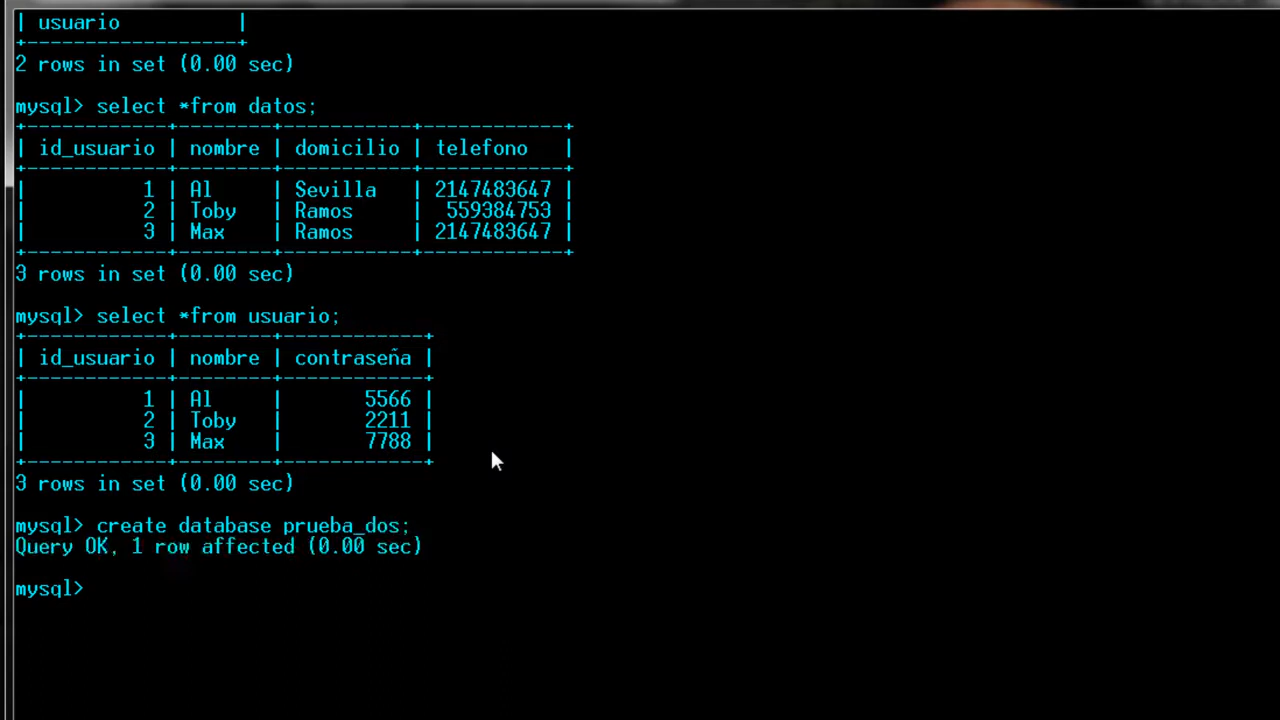 | usuario          |
+------------------+
2 rows in set (0.00 sec)
mysql> select *from datos;
+------------+--------+-----------+------------+
| id_usuario | nombre | domicilio | telefono   |
+------------+--------+-----------+------------+
|          1 | Al     | Sevilla   | 2147483647 |
|          2 | Toby   | Ramos     |  559384753 |
|          3 | Max    | Ramos     | 2147483647 |
+------------+--------+-----------+------------+
3 rows in set (0.00 sec)
mysql> select *from usuario;
+------------+--------+------------+
| id_usuario | nombre | contraseña |
+------------+--------+------------+
|          1 | Al     |       5566 |
|          2 | Toby   |       2211 |
|          3 | Max    |       7788 |
+------------+--------+------------+
3 rows in set (0.00 sec)
mysql> create database prueba_dos;
Query OK, 1 row affected (0.00 sec)
mysql>